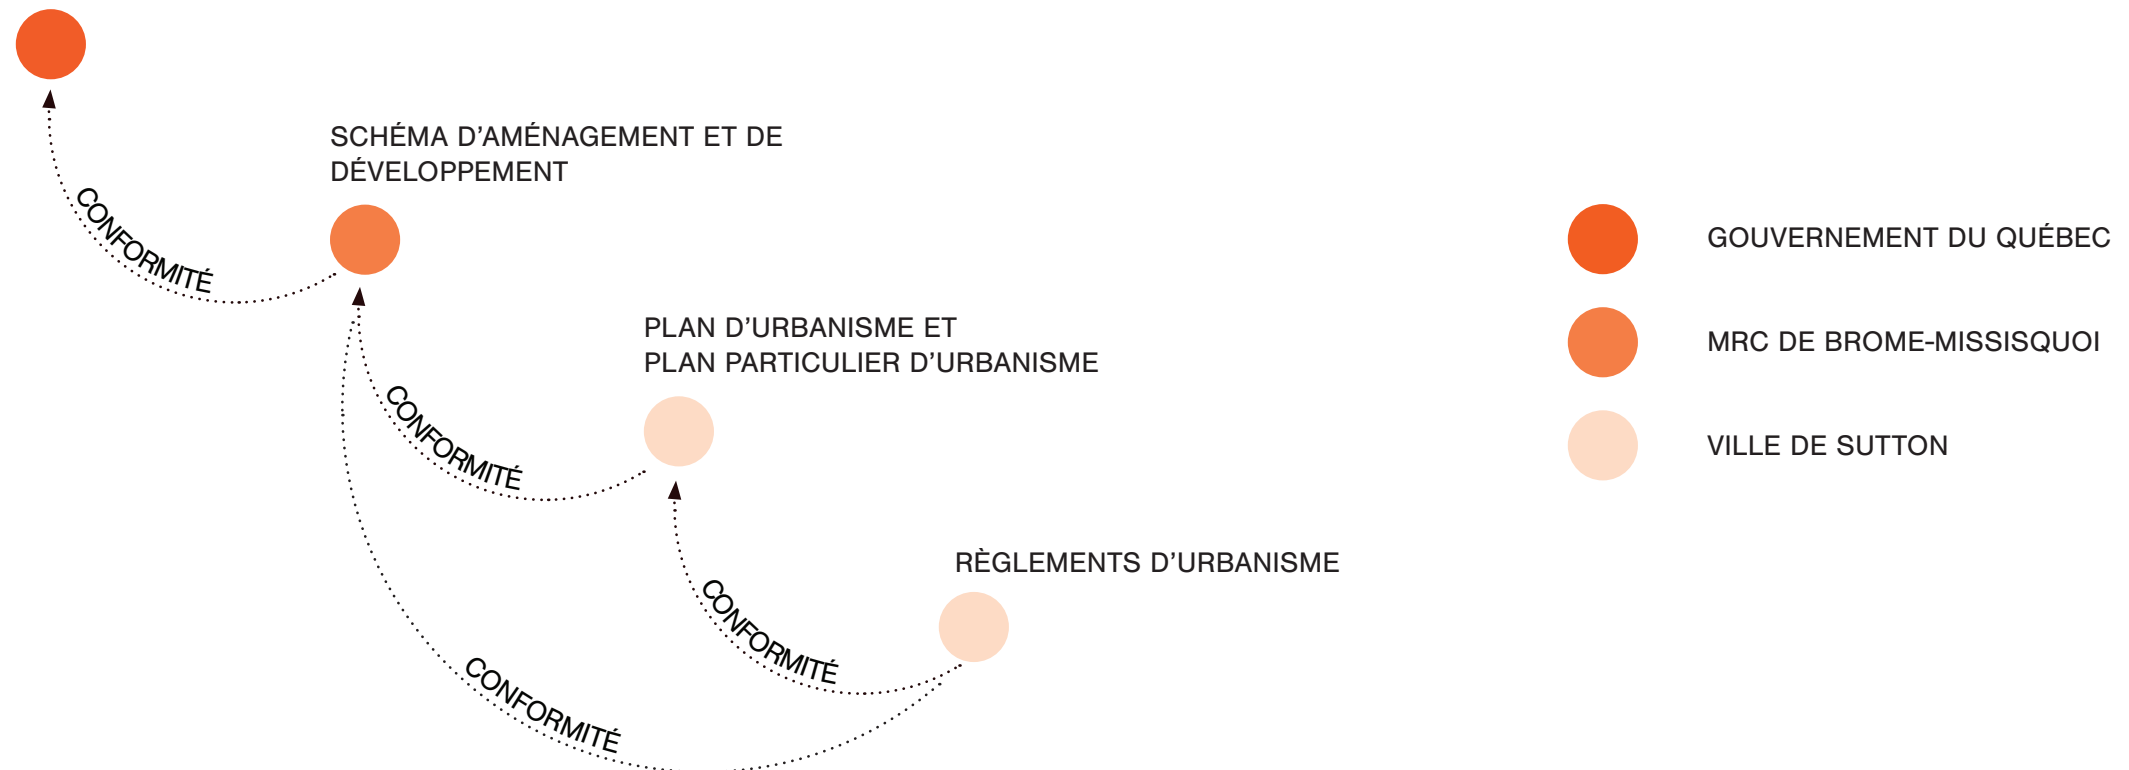 SCHÉMA D’AMÉNAGEMENT ET DE
DÉVELOPPEMENT
CONFORMITÉ
PLAN D’URBANISME ET
PLAN PARTICULIER D’URBANISME
CONFORMITÉ
RÈGLEMENTS D’URBANISME
CONFORMITÉ
CONFORMITÉ
GOUVERNEMENT DU QUÉBEC
MRC DE BROME-MISSISQUOI
VILLE DE SUTTON